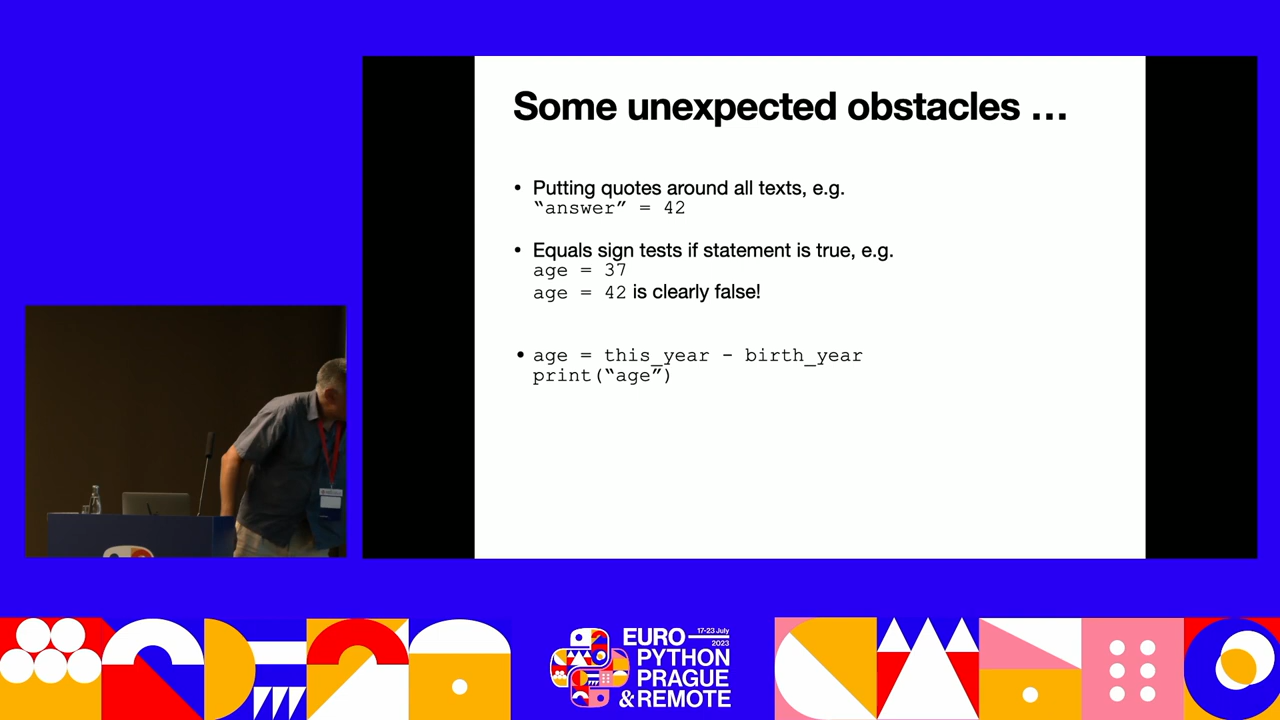 Some unexpected obstacles …
• Putting quotes around all texts, e.g.
“answer” = 42
• Equals sign tests if statement is true, e.g.
age = 37
age = 42 is clearly false!
• age = this_year - birth_year
print(“age”)
EURO
17-23 July
2023
PYTHON
PRAGUE
& REMOTE